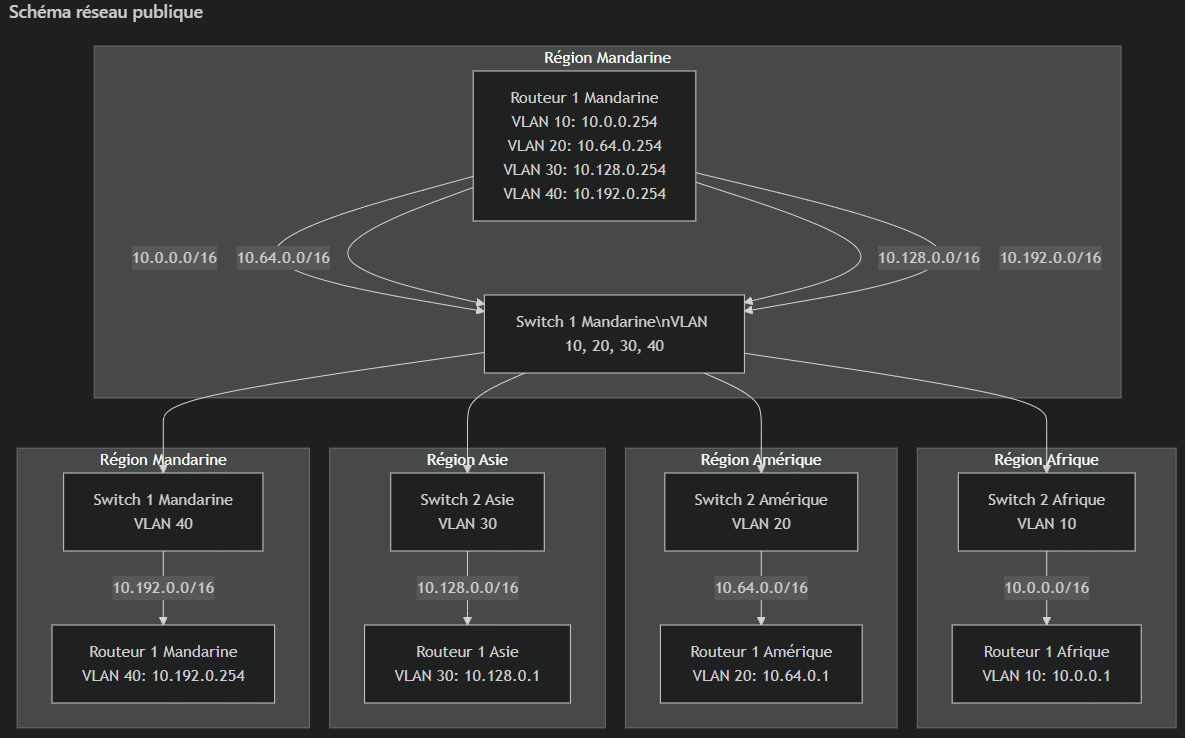 Schéma réseau publique
Région Mandarine
Routeur 1 Mandarine
VLAN 10: 10.0.0.254
VLAN 20: 10.64.0.254
VLAN 30: 10.128.0.254
VLAN 40: 10.192.0.254
10.0.0.0/16
10.64.0.0/16
10.128.0.0/16
10.192.0.0/16
Switch 1 Mandarine\nVLAN
10, 20, 30, 40
Région Mandarine
Switch 1 Mandarine
VLAN 40
10.192.0.0/16
Routeur 1 Mandarine
VLAN 40: 10.192.0.254
Région Asie
Switch 2 Asie
VLAN 30
10.128.0.0/16
Routeur 1 Asie
VLAN 30: 10.128.0.1
Région Amérique
Switch 2 Amérique
VLAN 20
10.64.0.0/16
Routeur 1 Amérique
VLAN 20: 10.64.0.1
Région Afrique
Switch 2 Afrique
VLAN 10
10.0.0.0/16
Routeur 1 Afrique
VLAN 10: 10.0.0.1